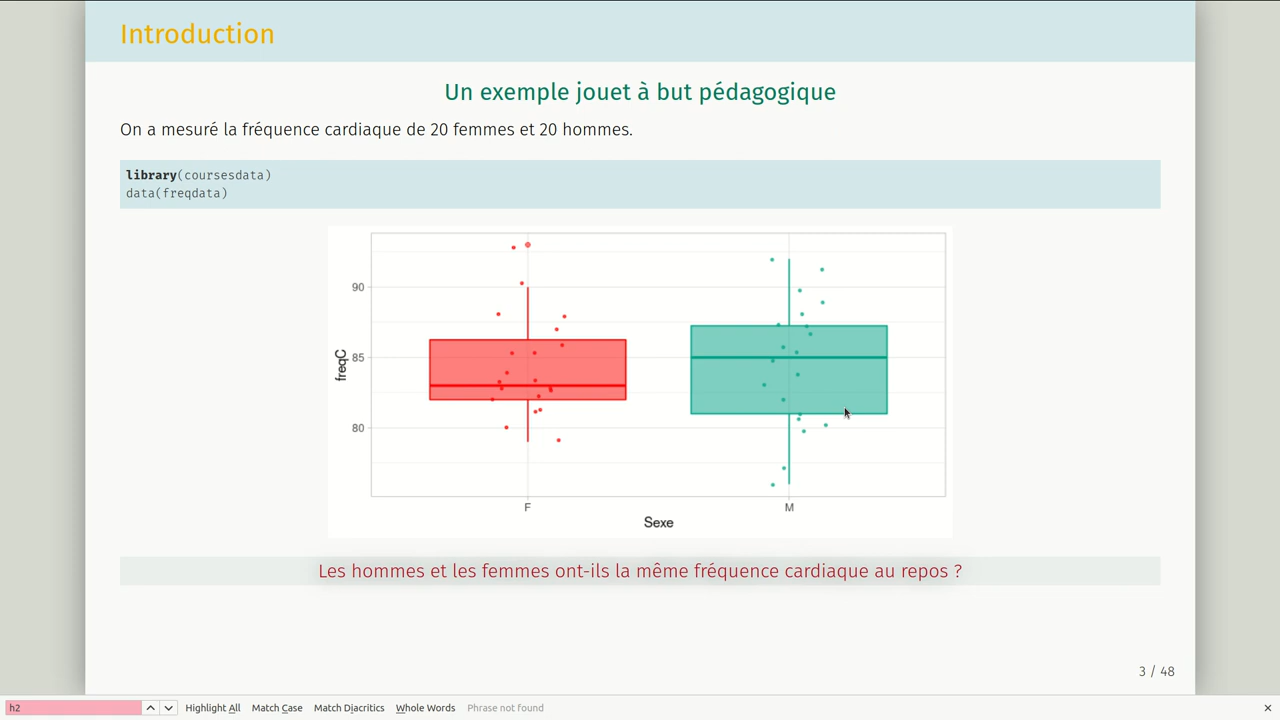 Introduction
Un exemple jouet à but pédagogique
On a mesuré la fréquence cardiaque de 20 femmes et 20 hommes.
library(coursesdata)
data(freqdata)
90
85
80
freqC
F
M
Sexe
Les hommes et les femmes ont-ils la même fréquence cardiaque au repos ?
3 / 48
h2
Highlight All
Match Case
Match Diacritics
Whole Words
Phrase not found